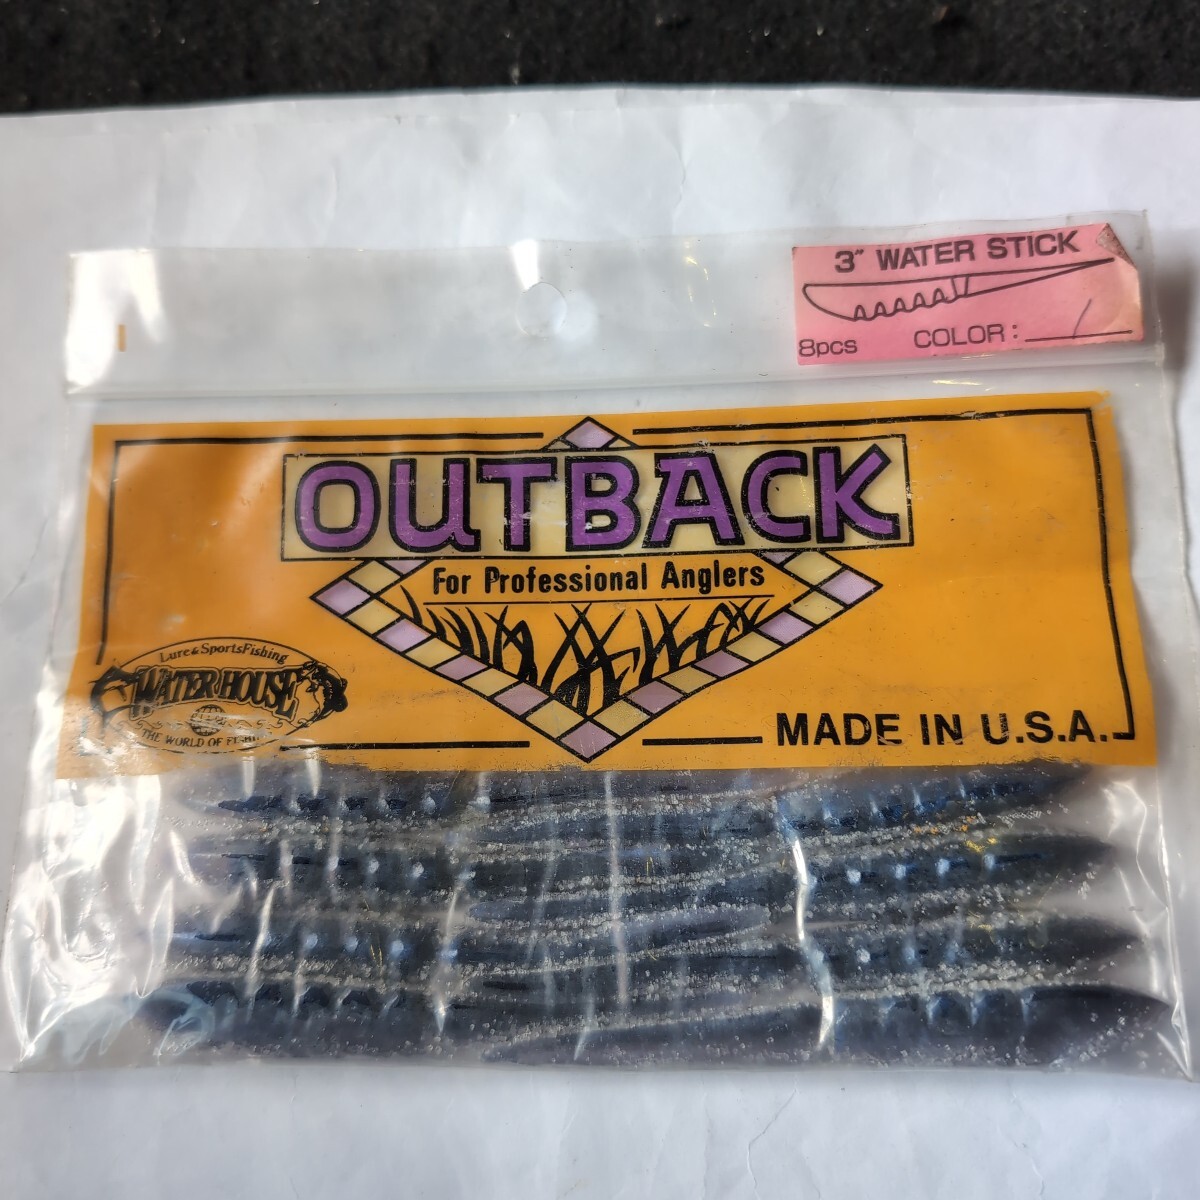 3" WATER STICK
8pcs COLOR: /
OUTBACK
For Professional Anglers
Lure & SportsFishing
WATER HOUSE
THE WORLD OF FISHING
MADE IN U.S.A.